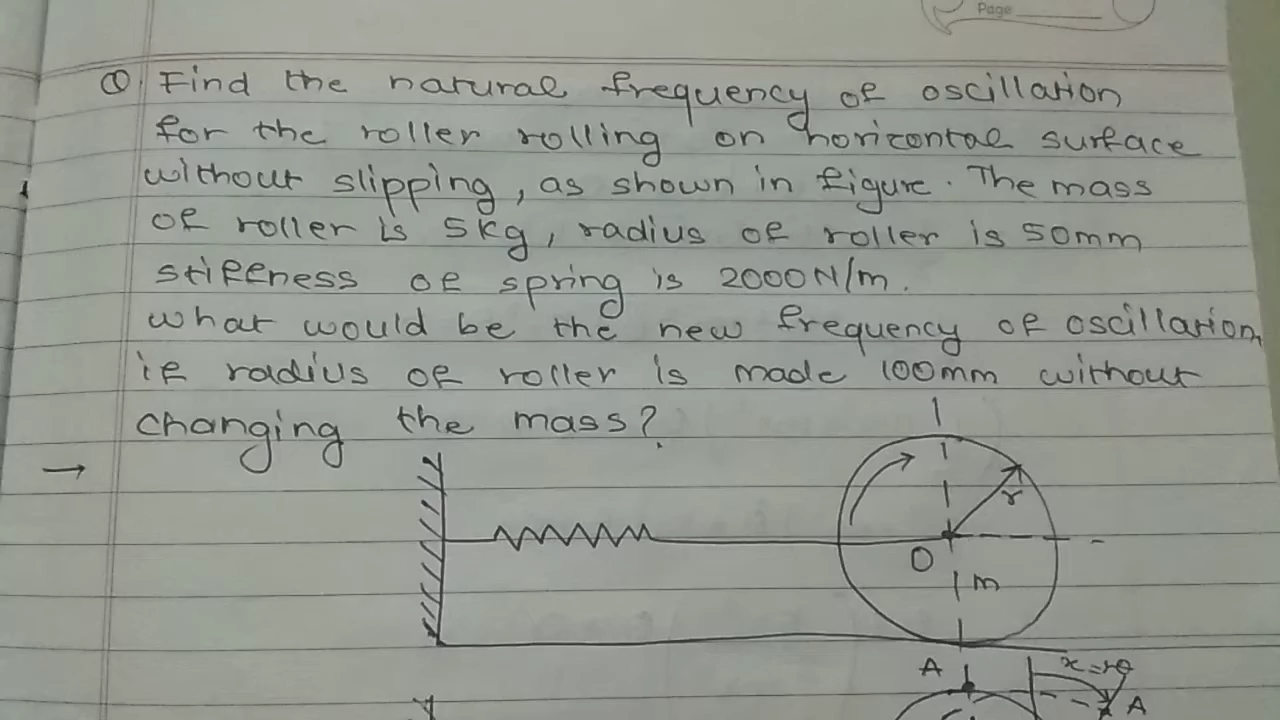 Page
① Find the natural frequency of oscillation
for the roller rolling on horizontal surface
without slipping, as shown in figure. The mass
of roller is 5kg, radius of roller is 50mm
stiffness of spring is 2000N/m.
What would be the new frequency of oscillation,
if radius of roller is made 100mm without
changing the mass?
→
r
O
m
A
x=rθ
A